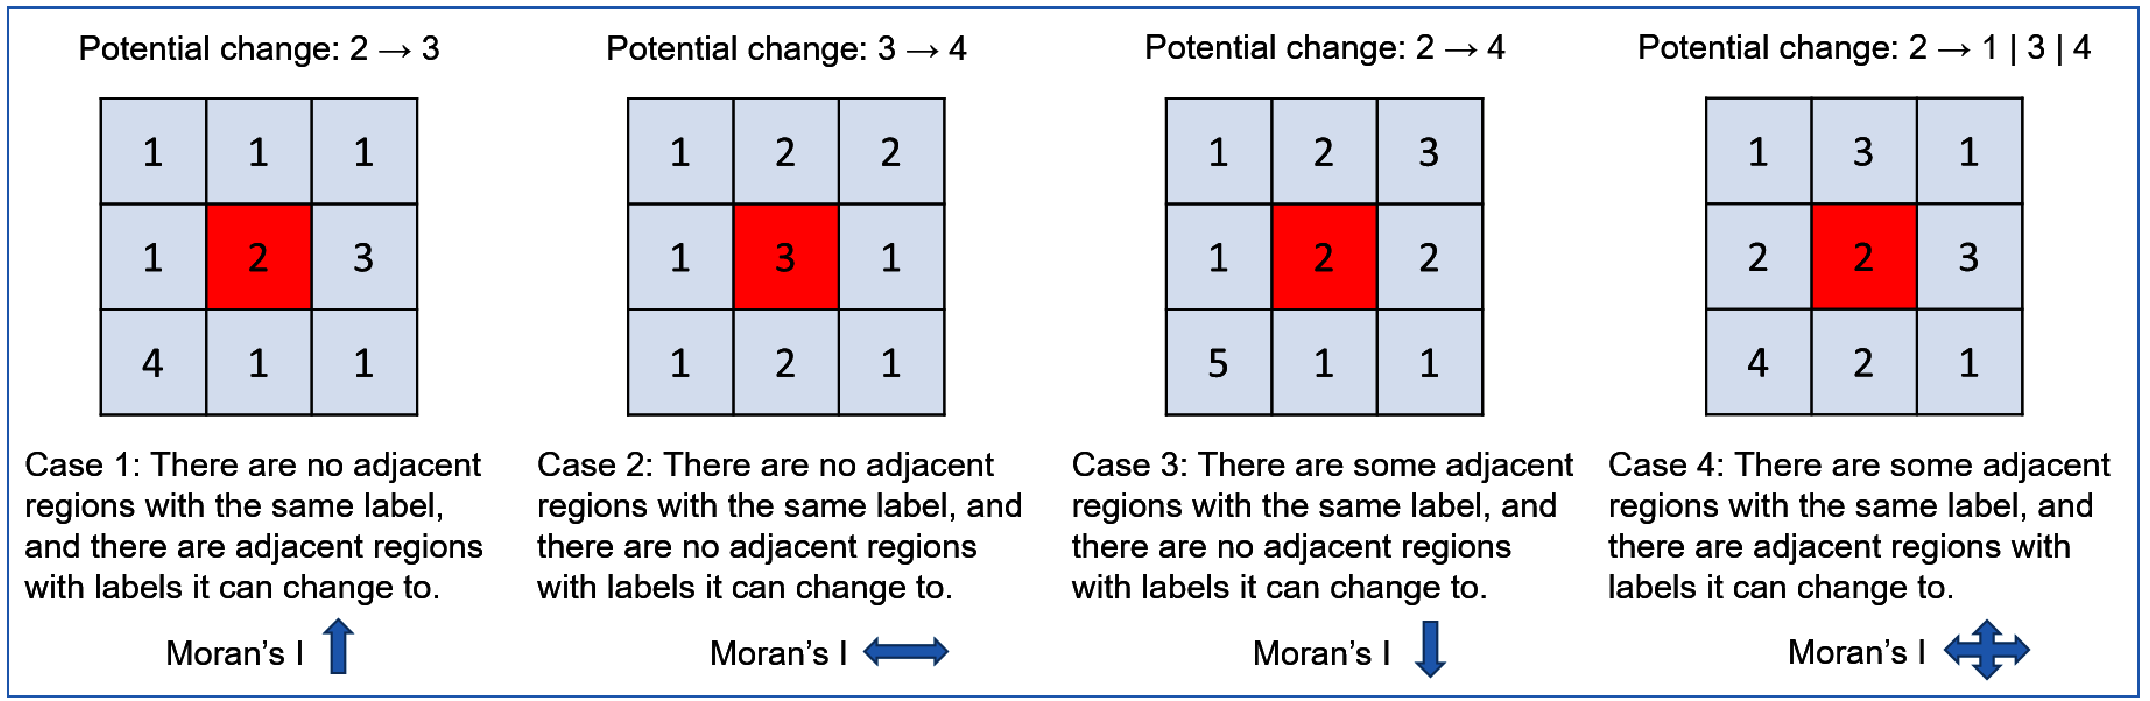 Potential change: 2 → 3
1 1 1
1 2 3
4 1 1
Case 1: There are no adjacent
regions with the same label,
and there are adjacent regions
with labels it can change to.
Moran's I
Potential change: 3 → 4
1 2 2
1 3 1
1 2 1
Case 2: There are no adjacent
regions with the same label, and
there are no adjacent regions
with labels it can change to.
Moran's I
Potential change: 2 → 4
1 2 3
1 2 2
5 1 1
Case 3: There are some adjacent
regions with the same label, and
there are no adjacent regions
with labels it can change to.
Moran's I
Potential change: 2 → 1 | 3 | 4
1 3 1
2 2 3
4 2 1
Case 4: There are some adjacent
regions with the same label, and
there are adjacent regions with
labels it can change to.
Moran's I